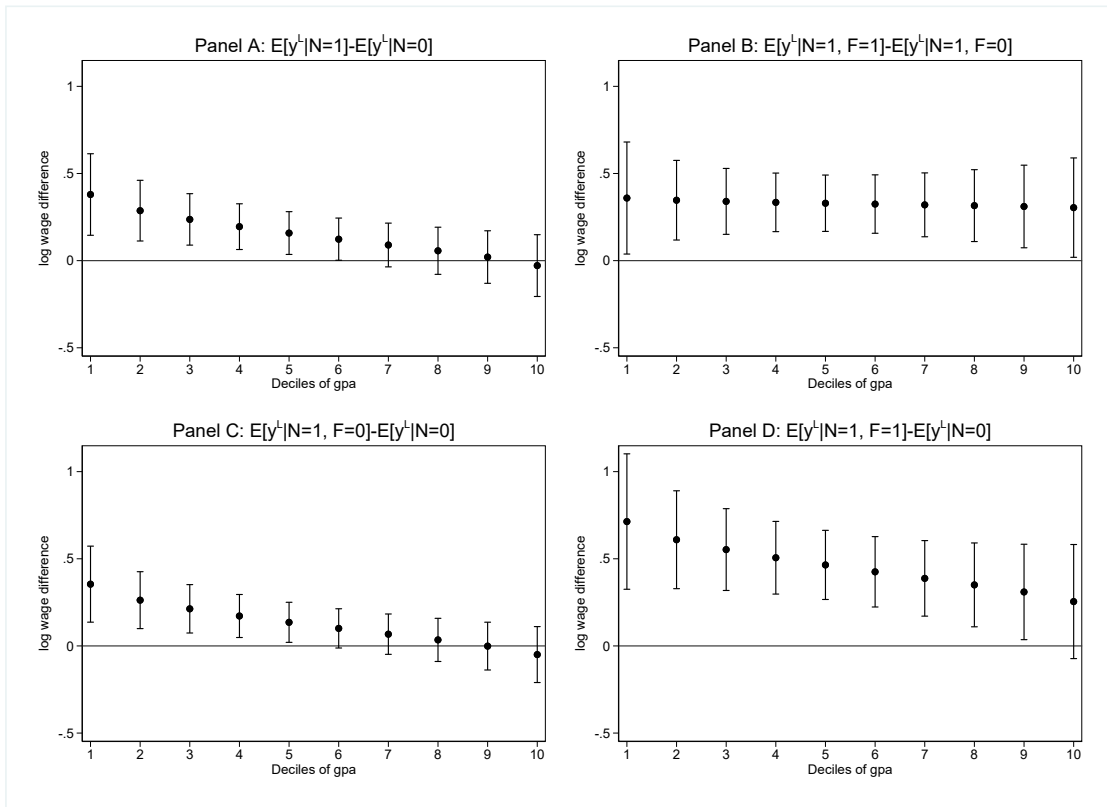 Panel A: E[y^L|N=1]-E[y^L|N=0]
log wage difference
1
.5
0
-.5
1 2 3 4 5 6 7 8 9 10
Deciles of gpa
Panel B: E[y^L|N=1, F=1]-E[y^L|N=1, F=0]
log wage difference
1
.5
0
-.5
1 2 3 4 5 6 7 8 9 10
Deciles of gpa
Panel C: E[y^L|N=1, F=0]-E[y^L|N=0]
log wage difference
1
.5
0
-.5
1 2 3 4 5 6 7 8 9 10
Deciles of gpa
Panel D: E[y^L|N=1, F=1]-E[y^L|N=0]
log wage difference
1
.5
0
-.5
1 2 3 4 5 6 7 8 9 10
Deciles of gpa